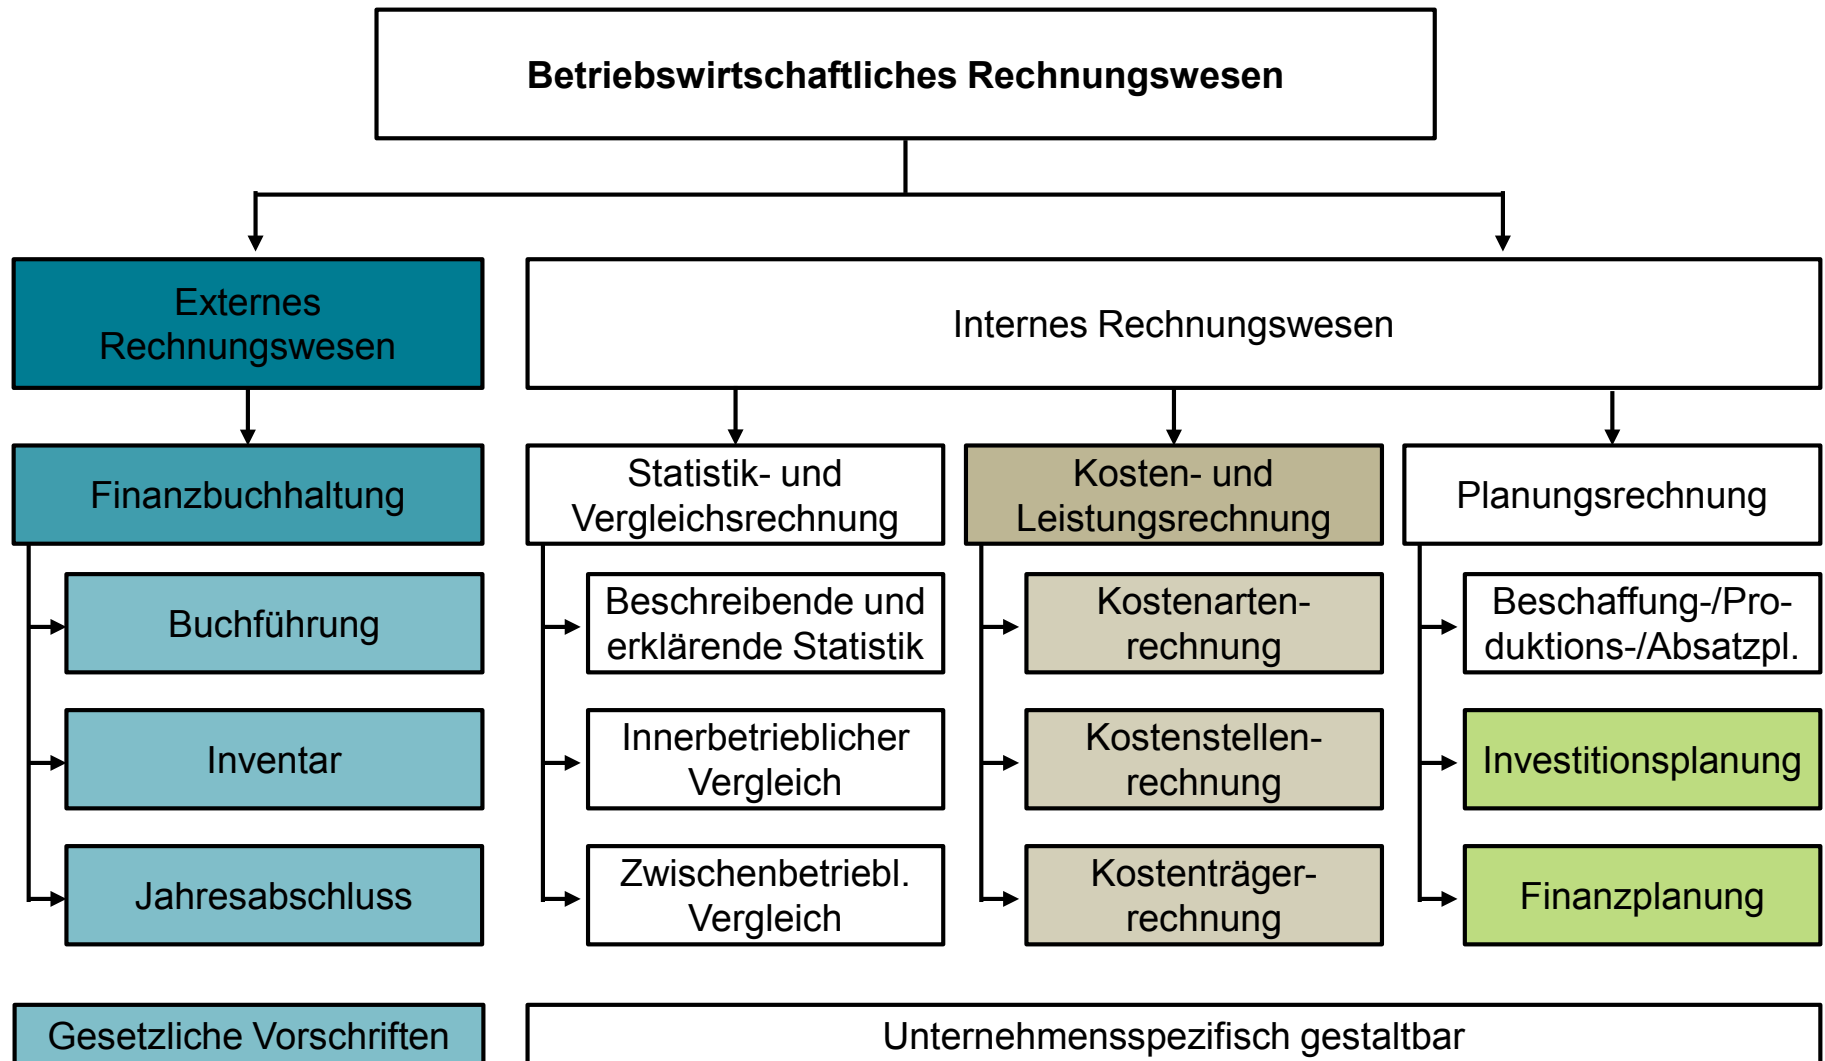 Betriebswirtschaftliches Rechnungswesen
Externes
Rechnungswesen
Internes Rechnungswesen
Finanzbuchhaltung
Statistik- und
Vergleichsrechnung
Kosten- und
Leistungsrechnung
Planungsrechnung
Buchführung
Beschreibende und
erklärende Statistik
Kostenarten-
rechnung
Beschaffung-/Pro-
duktions-/Absatzpl.
Inventar
Innerbetrieblicher
Vergleich
Kostenstellen-
rechnung
Investitionsplanung
Jahresabschluss
Zwischenbetriebl.
Vergleich
Kostenträger-
rechnung
Finanzplanung
Gesetzliche Vorschriften
Unternehmensspezifisch gestaltbar